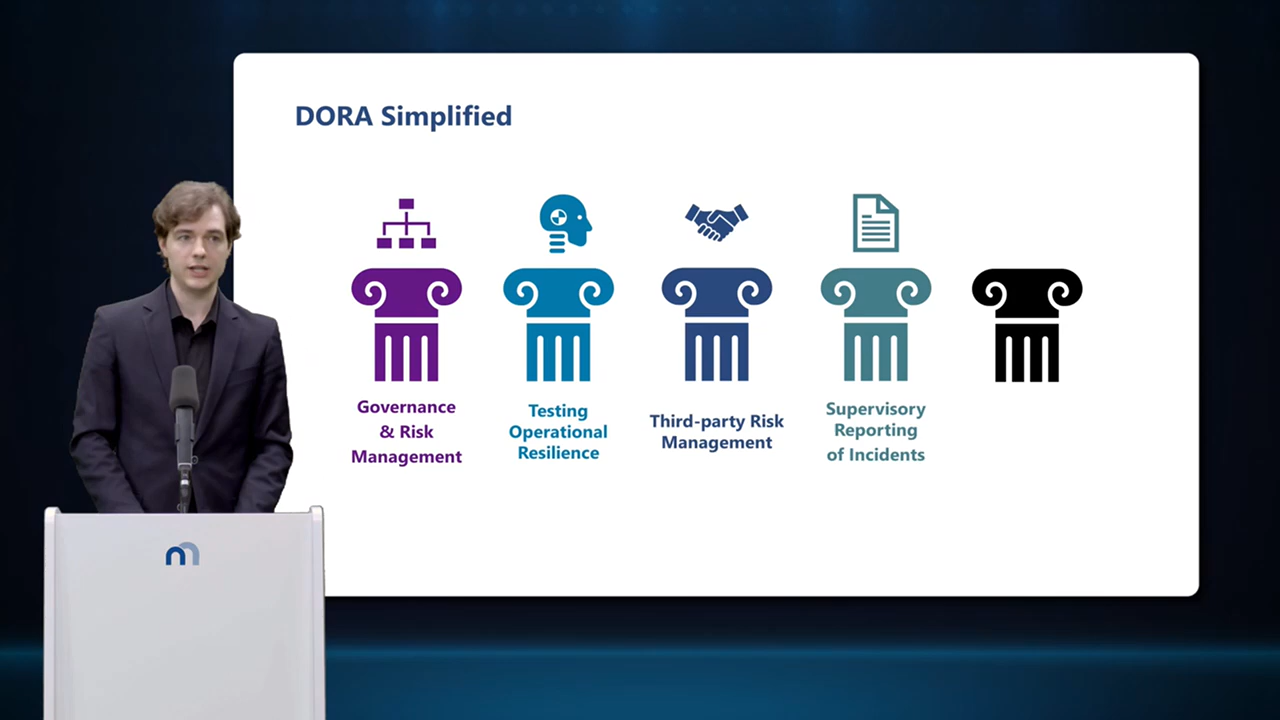 DORA Simplified
Governance
& Risk
Management
Testing
Operational
Resilience
Third-party Risk
Management
Supervisory
Reporting
of Incidents